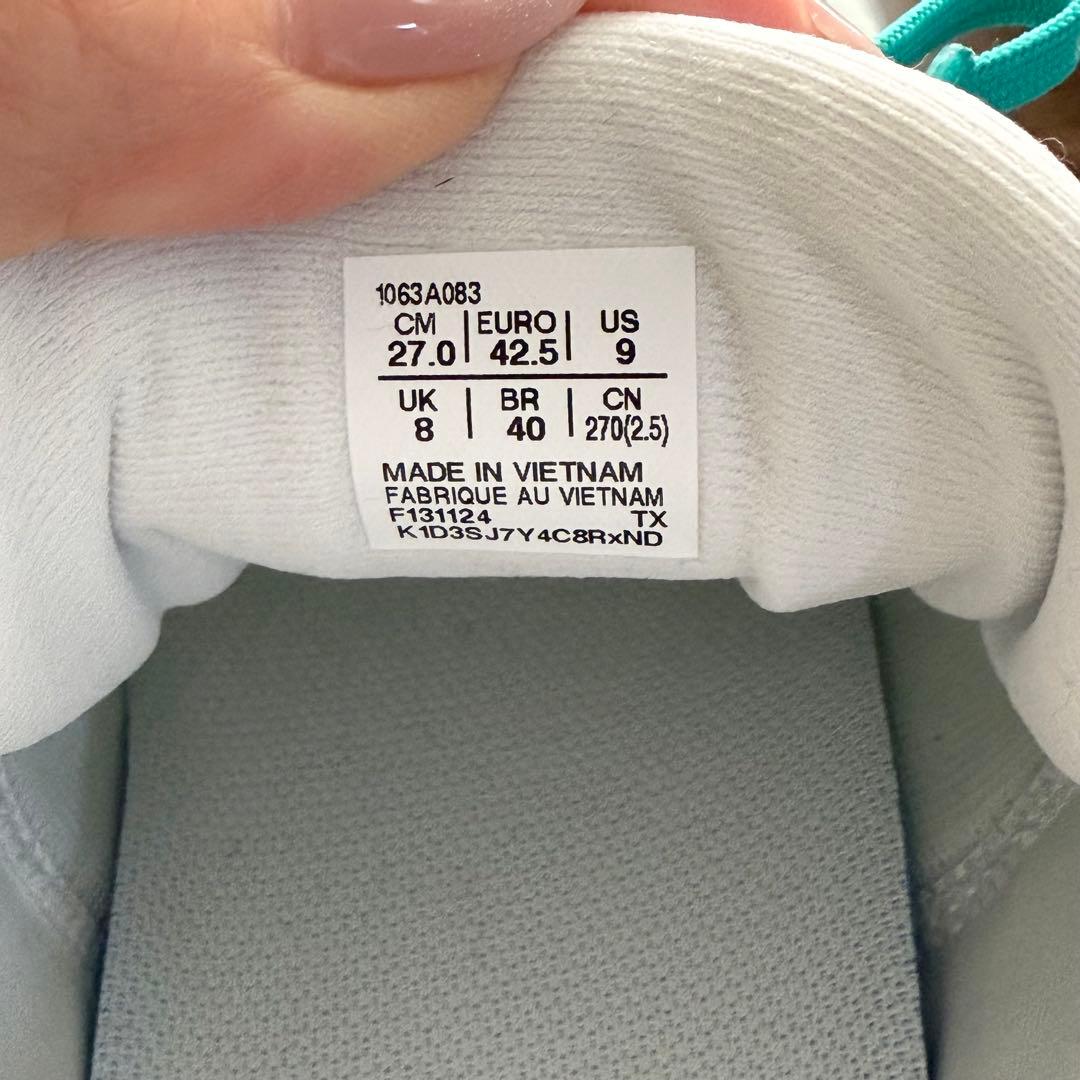 1063A083
CM | EURO | US
27.0 | 42.5 | 9
UK | BR | CN
8 | 40 | 270(2.5)
MADE IN VIETNAM
FABRIQUE AU VIETNAM
F131124 TX
K1D3SJ7Y4C8RxND